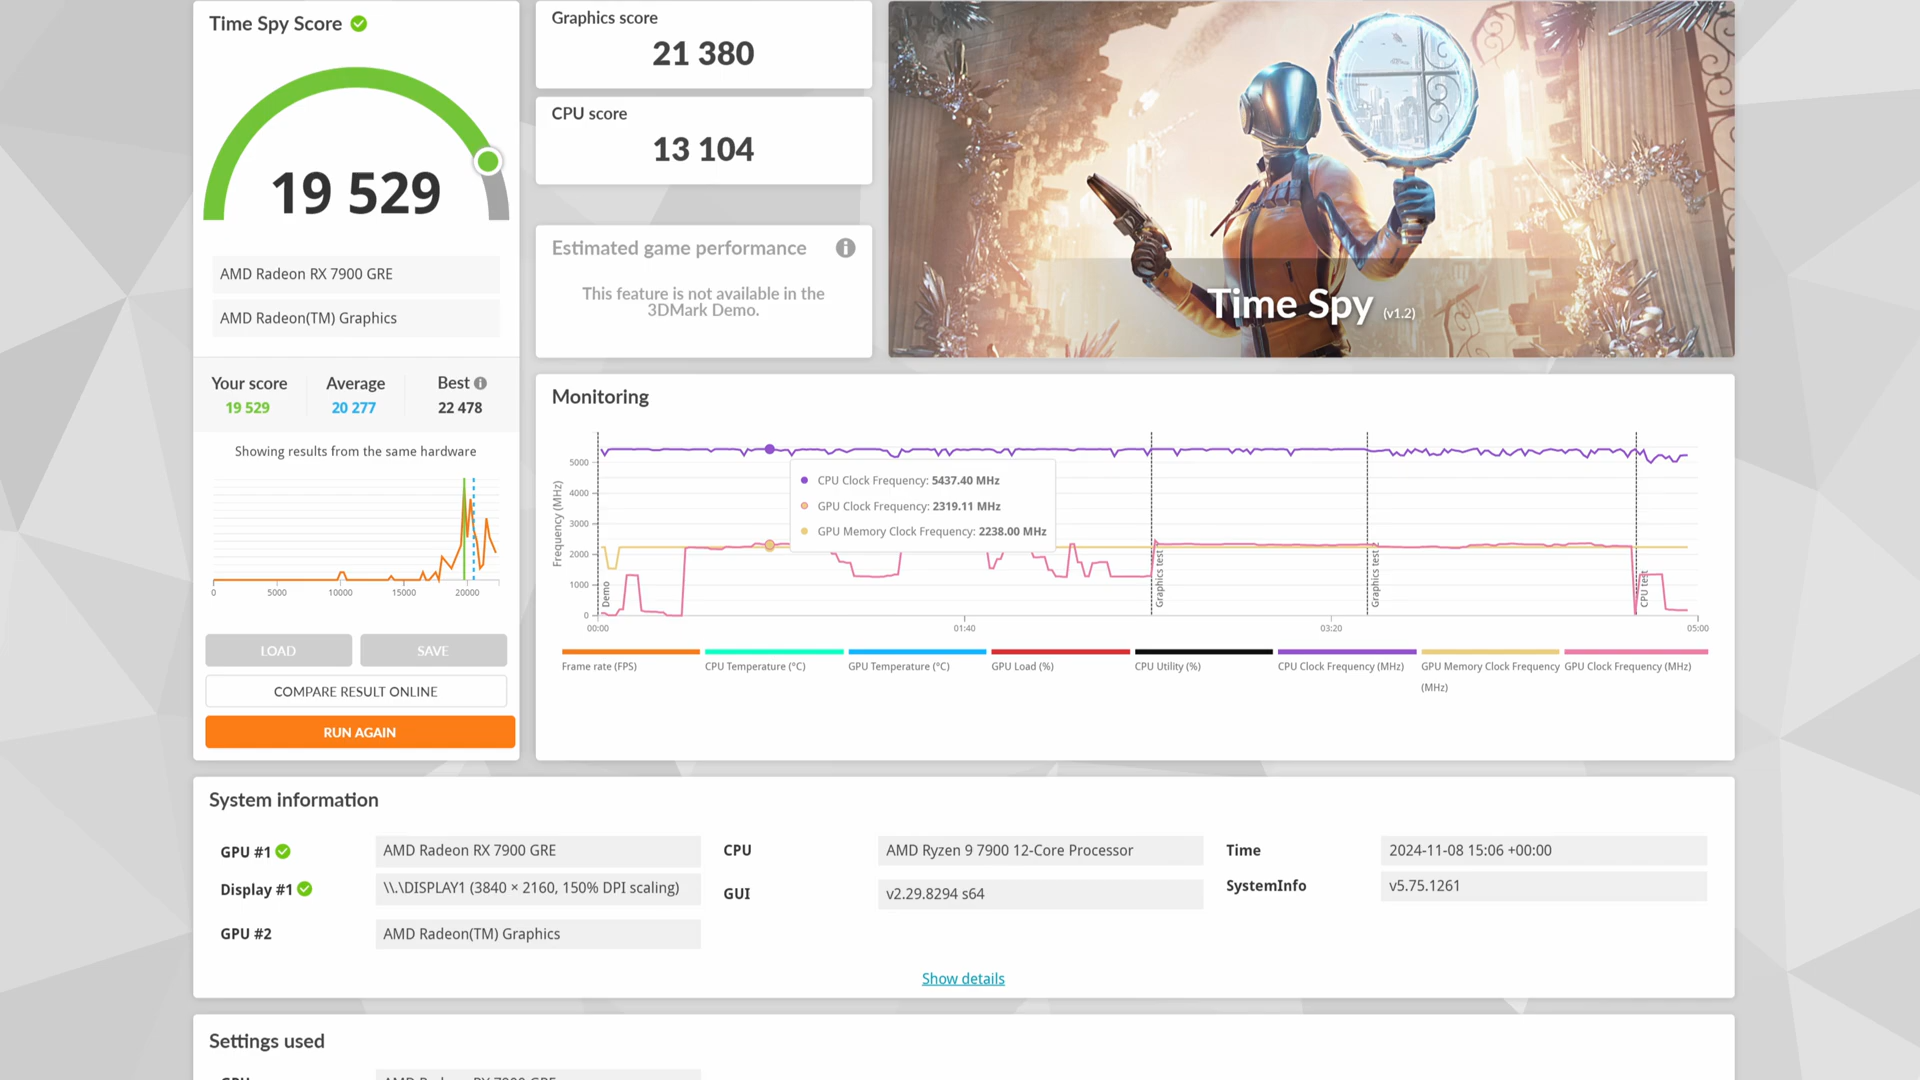 Time Spy Score
19 529
AMD Radeon RX 7900 GRE
AMD Radeon(TM) Graphics
Your score
Average
Best
19 529
20 277
22 478
Showing results from the same hardware
0
5000
10000
15000
20000
LOAD
SAVE
COMPARE RESULT ONLINE
RUN AGAIN
Graphics score
21 380
CPU score
13 104
Estimated game performance
This feature is not available in the
3DMark Demo.
Time Spy (v1.2)
Monitoring
Frequency (MHz)
5000
4000
3000
2000
1000
0
CPU Clock Frequency: 5437.40 MHz
GPU Clock Frequency: 2319.11 MHz
GPU Memory Clock Frequency: 2238.00 MHz
Demo
Graphics test
Graphics test 2
CPU test
00:00
01:40
03:20
05:00
Frame rate (FPS)
CPU Temperature (°C)
GPU Temperature (°C)
GPU Load (%)
CPU Utility (%)
CPU Clock Frequency (MHz)
GPU Memory Clock Frequency
(MHz)
GPU Clock Frequency (MHz)
System information
GPU #1
AMD Radeon RX 7900 GRE
Display #1
\\.\DISPLAY1 (3840 × 2160, 150% DPI scaling)
GPU #2
AMD Radeon(TM) Graphics
CPU
AMD Ryzen 9 7900 12-Core Processor
GUI
v2.29.8294 s64
Time
2024-11-08 15:06 +00:00
SystemInfo
v5.75.1261
Show details
Settings used
GPU
AMD Radeon RX 7900 GRE